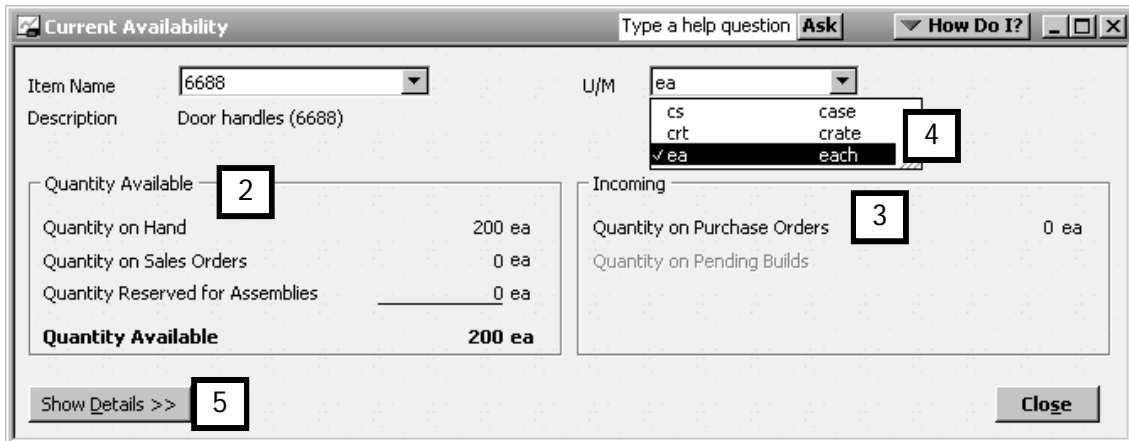 Current Availability Type a help question Ask How Do I?
Item Name 6688 U/M ea
Description Door handles (6688)
cs case
crt crate
✓ ea each
4
Quantity Available 2
Quantity on Hand 200 ea
Quantity on Sales Orders 0 ea
Quantity Reserved for Assemblies 0 ea
Quantity Available 200 ea
Incoming
3
Quantity on Purchase Orders 0 ea
Quantity on Pending Builds
Show Details >> 5
Close